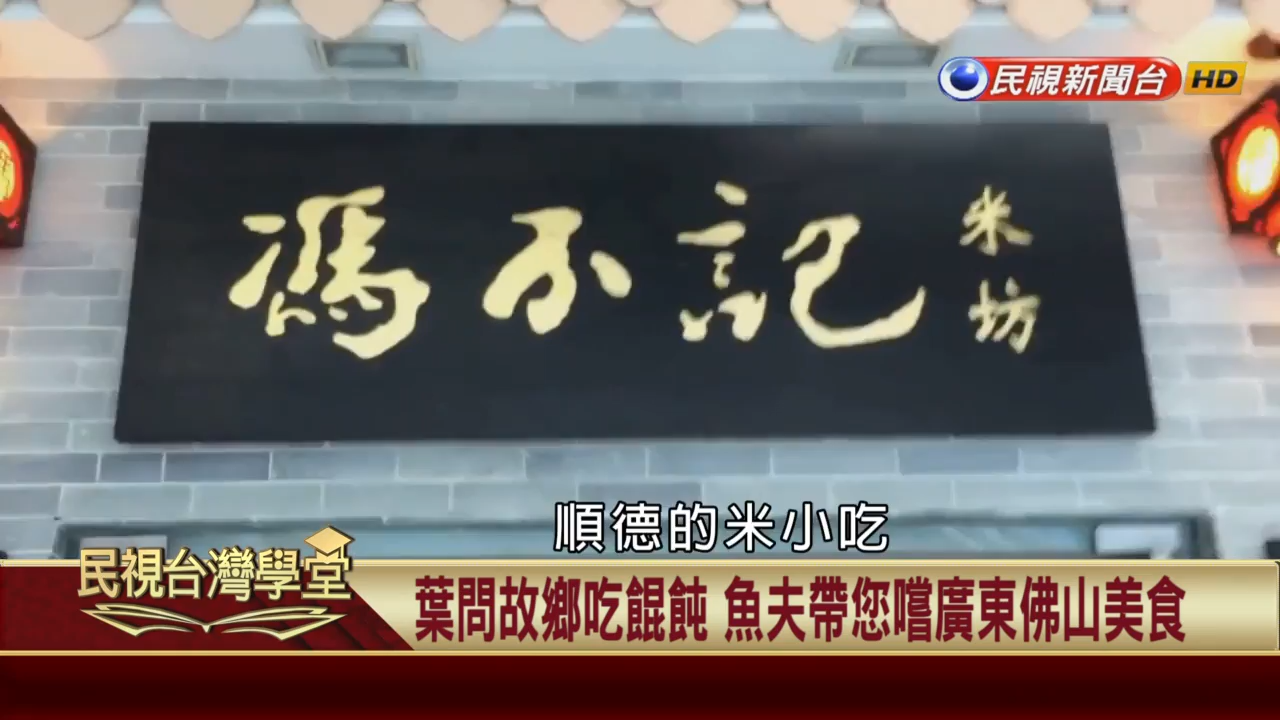 民視新聞台 HD
馮不記
米坊
順德的米小吃
民視台灣學堂
葉問故鄉吃餛飩 魚夫帶您嚐廣東佛山美食